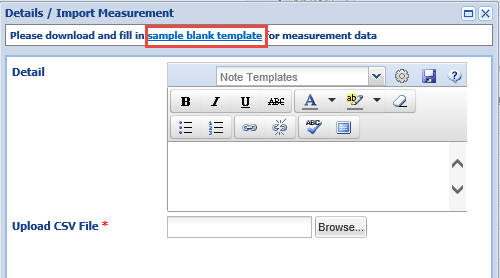 Details / Import Measurement
Please download and fill in sample blank template for measurement data
Detail
Note Templates
B I U ABC A ab
ABC
Upload CSV File *
Browse...